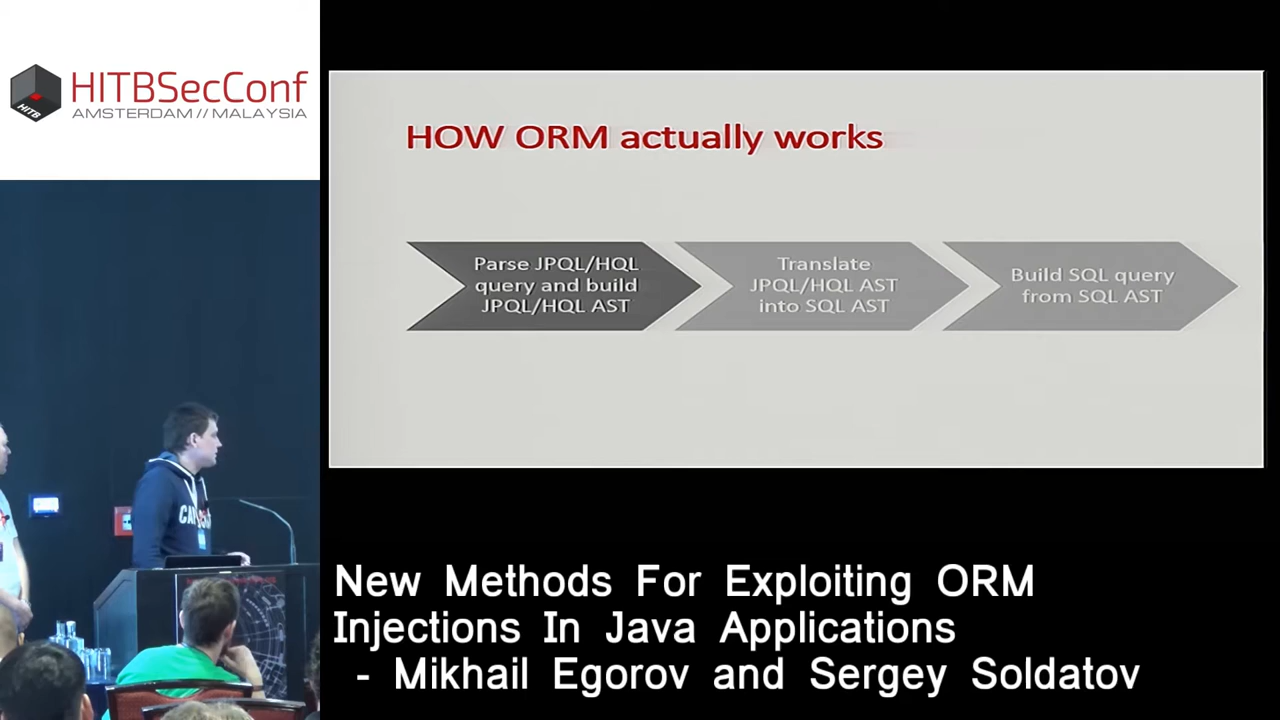 HITBSecConf
AMSTERDAM // MALAYSIA
HITB
HOW ORM actually works
Parse JPQL/HQL
query and build
JPQL/HQL AST
Translate
JPQL/HQL AST
into SQL AST
Build SQL query
from SQL AST
New Methods For Exploiting ORM
Injections In Java Applications
- Mikhail Egorov and Sergey Soldatov